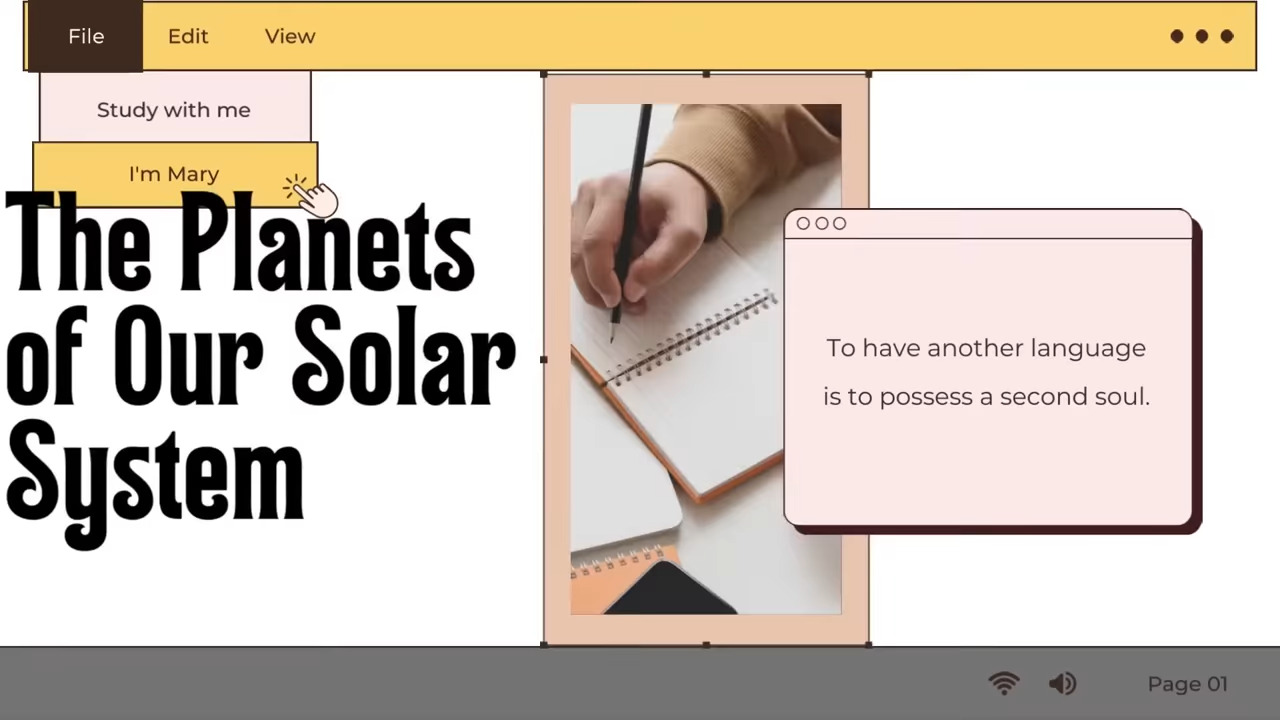 File Edit View
Study with me
I'm Mary
The Planets
of Our Solar
System
To have another language
is to possess a second soul.
Page 01